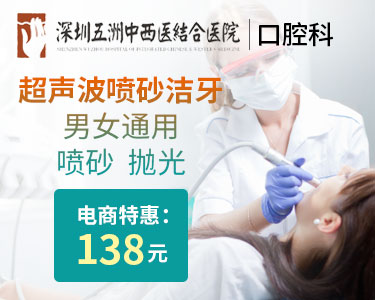 深圳五洲中西医结合医院 口腔科
超声波喷砂洁牙
男女通用
喷砂 抛光
电商特惠：
138元